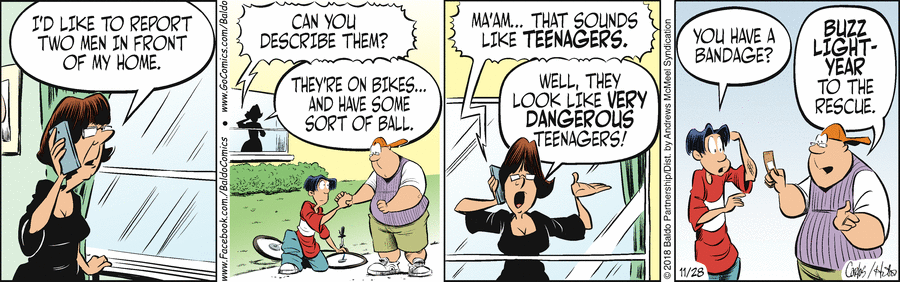 I'D LIKE TO REPORT
TWO MEN IN FRONT
OF MY HOME.
www.Facebook.com/BaldoComics • www.GoComics.com/Baldo
CAN YOU
DESCRIBE THEM?
THEY'RE ON BIKES...
AND HAVE SOME
SORT OF BALL.
MA'AM... THAT SOUNDS
LIKE TEENAGERS.
WELL, THEY
LOOK LIKE VERY
DANGEROUS
TEENAGERS!
© 2018 Baldo Partnership/Dist. by Andrews McMeel Syndication
YOU HAVE A
BANDAGE?
BUZZ
LIGHT-
YEAR
TO THE
RESCUE.
11/28